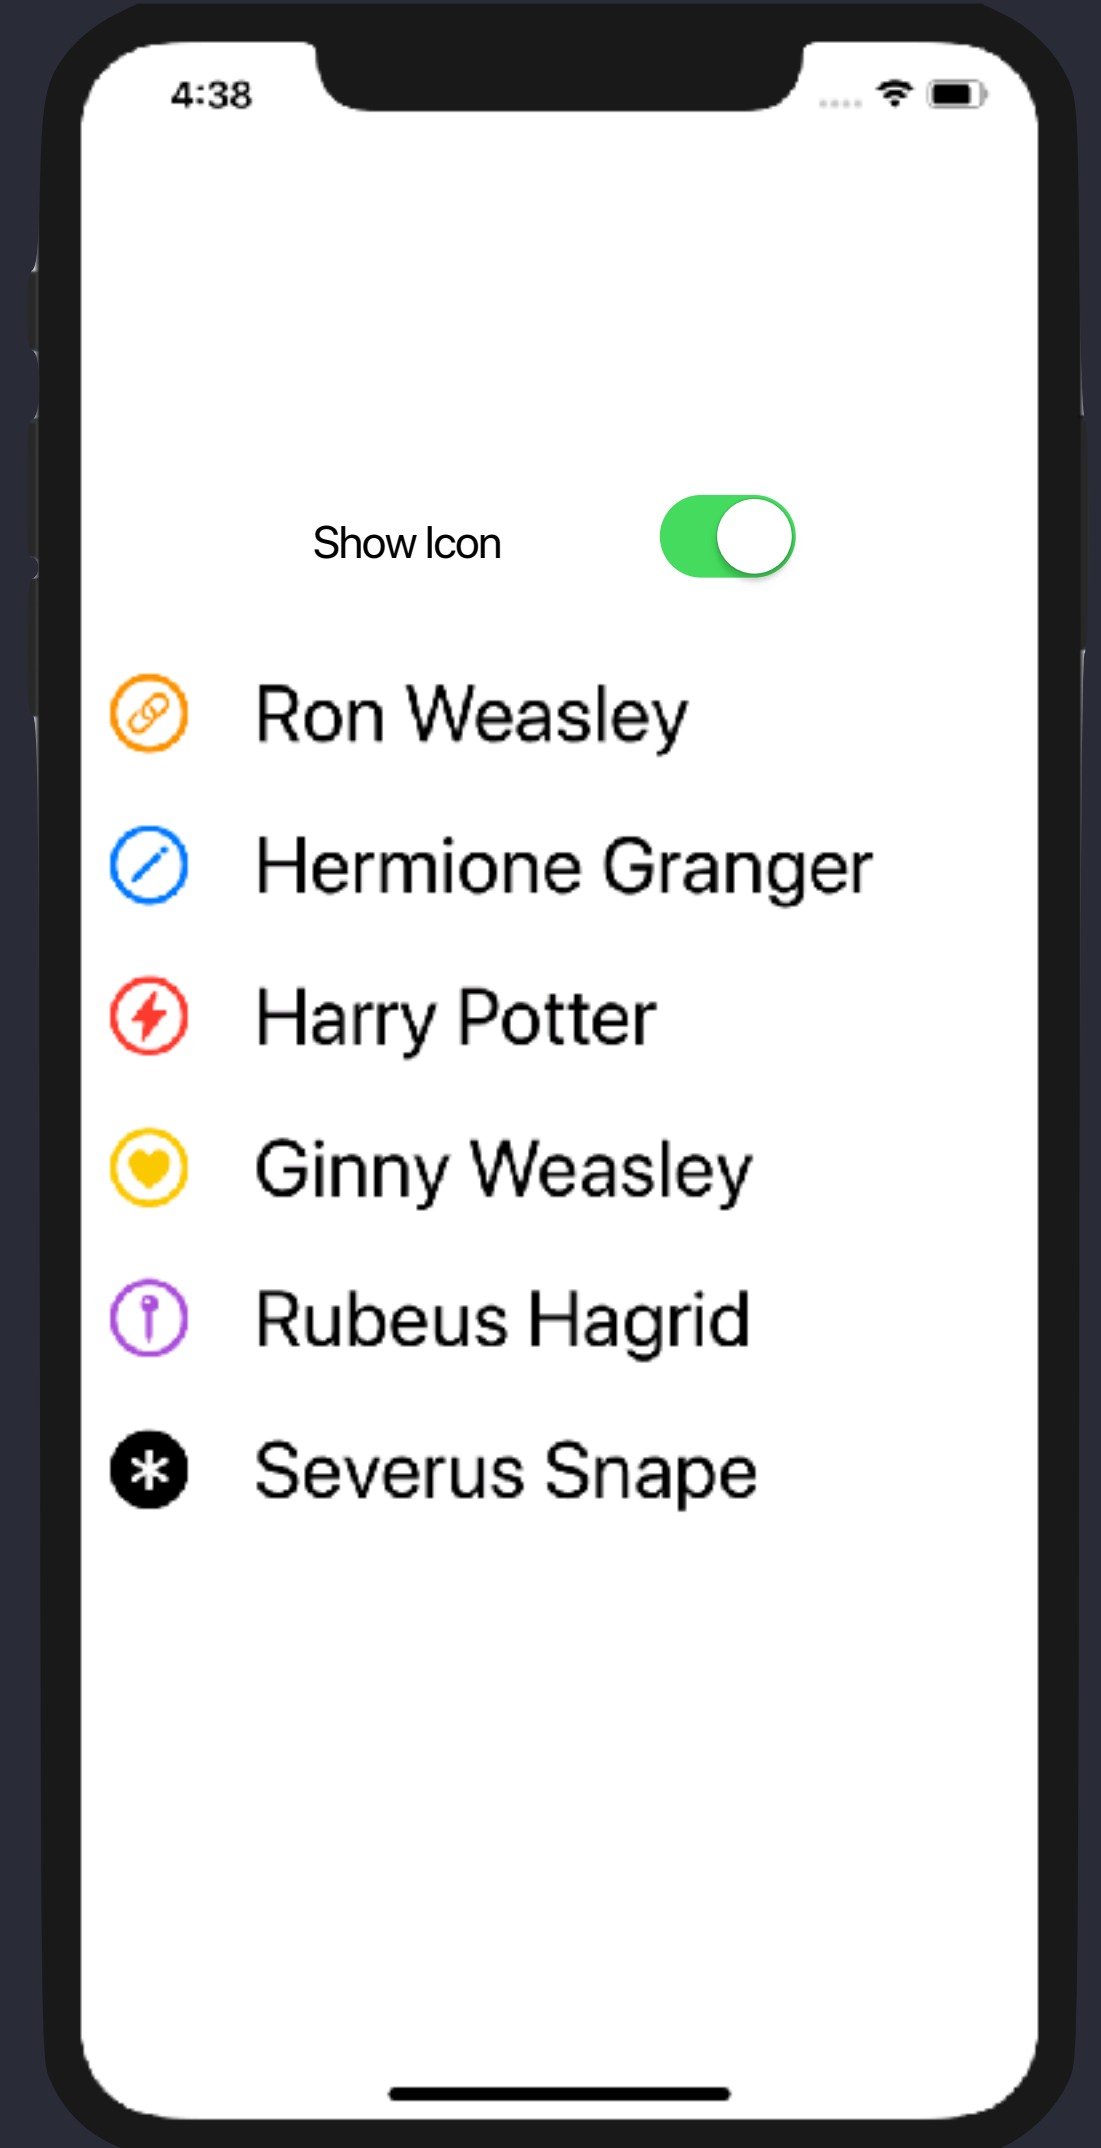 4:38
Show Icon
Ron Weasley
Hermione Granger
Harry Potter
Ginny Weasley
Rubeus Hagrid
Severus Snape